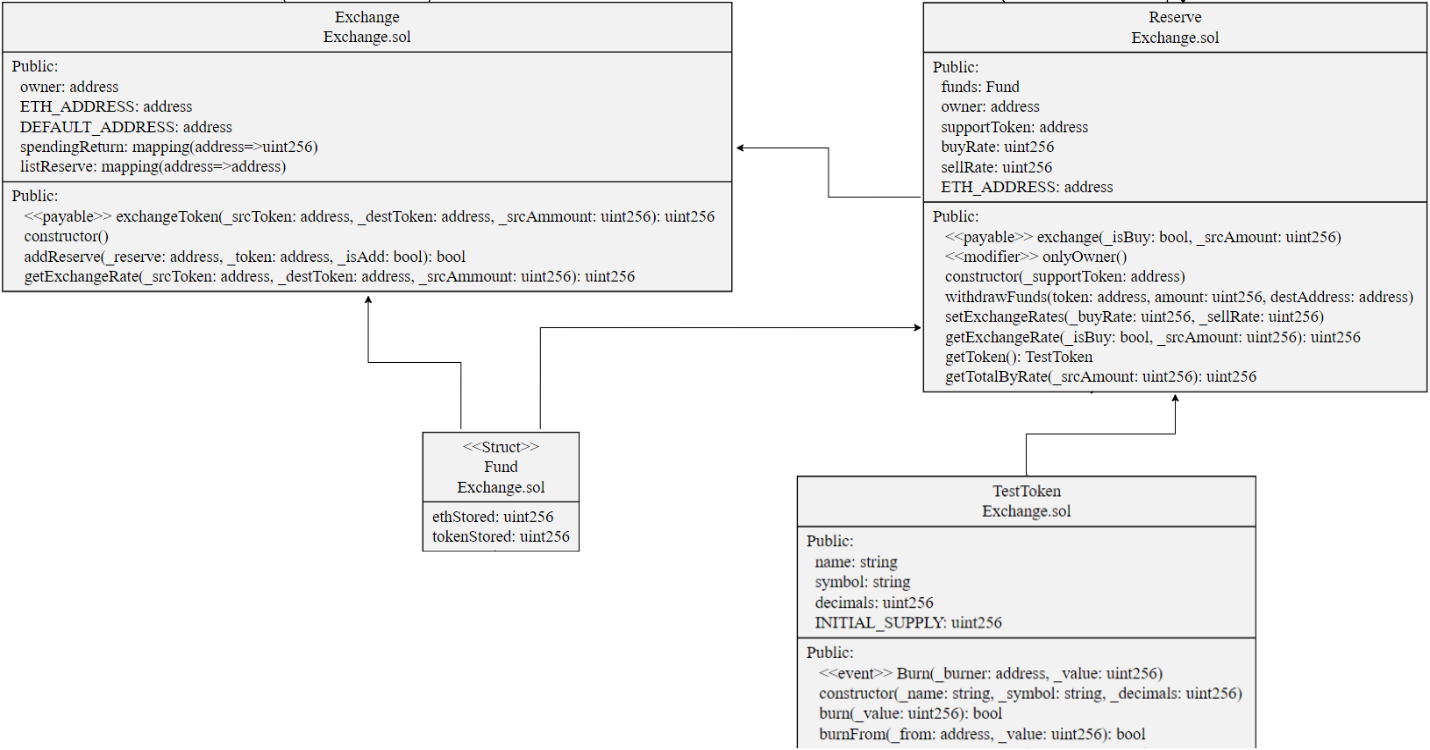 Exchange
Exchange.sol
Public:
owner: address
ETH_ADDRESS: address
DEFAULT_ADDRESS: address
spendingReturn: mapping(address=>uint256)
listReserve: mapping(address=>address)
Public:
<<payable>> exchangeToken(_srcToken: address, _destToken: address, _srcAmmount: uint256): uint256
constructor()
addReserve(_reserve: address, _token: address, _isAdd: bool): bool
getExchangeRate(_srcToken: address, _destToken: address, _srcAmmount: uint256): uint256
Reserve
Exchange.sol
Public:
funds: Fund
owner: address
supportToken: address
buyRate: uint256
sellRate: uint256
ETH_ADDRESS: address
Public:
<<payable>> exchange(_isBuy: bool, _srcAmount: uint256)
<<modifier>> onlyOwner()
constructor(_supportToken: address)
withdrawFunds(token: address, amount: uint256, destAddress: address)
setExchangeRates(_buyRate: uint256, _sellRate: uint256)
getExchangeRate(_isBuy: bool, _srcAmount: uint256): uint256
getToken(): TestToken
getTotalByRate(_srcAmount: uint256): uint256
<<Struct>>
Fund
Exchange.sol
ethStored: uint256
tokenStored: uint256
TestToken
Exchange.sol
Public:
name: string
symbol: string
decimals: uint256
INITIAL_SUPPLY: uint256
Public:
<<event>> Burn(_burner: address, _value: uint256)
constructor(_name: string, _symbol: string, _decimals: uint256)
burn(_value: uint256): bool
burnFrom(_from: address, _value: uint256): bool